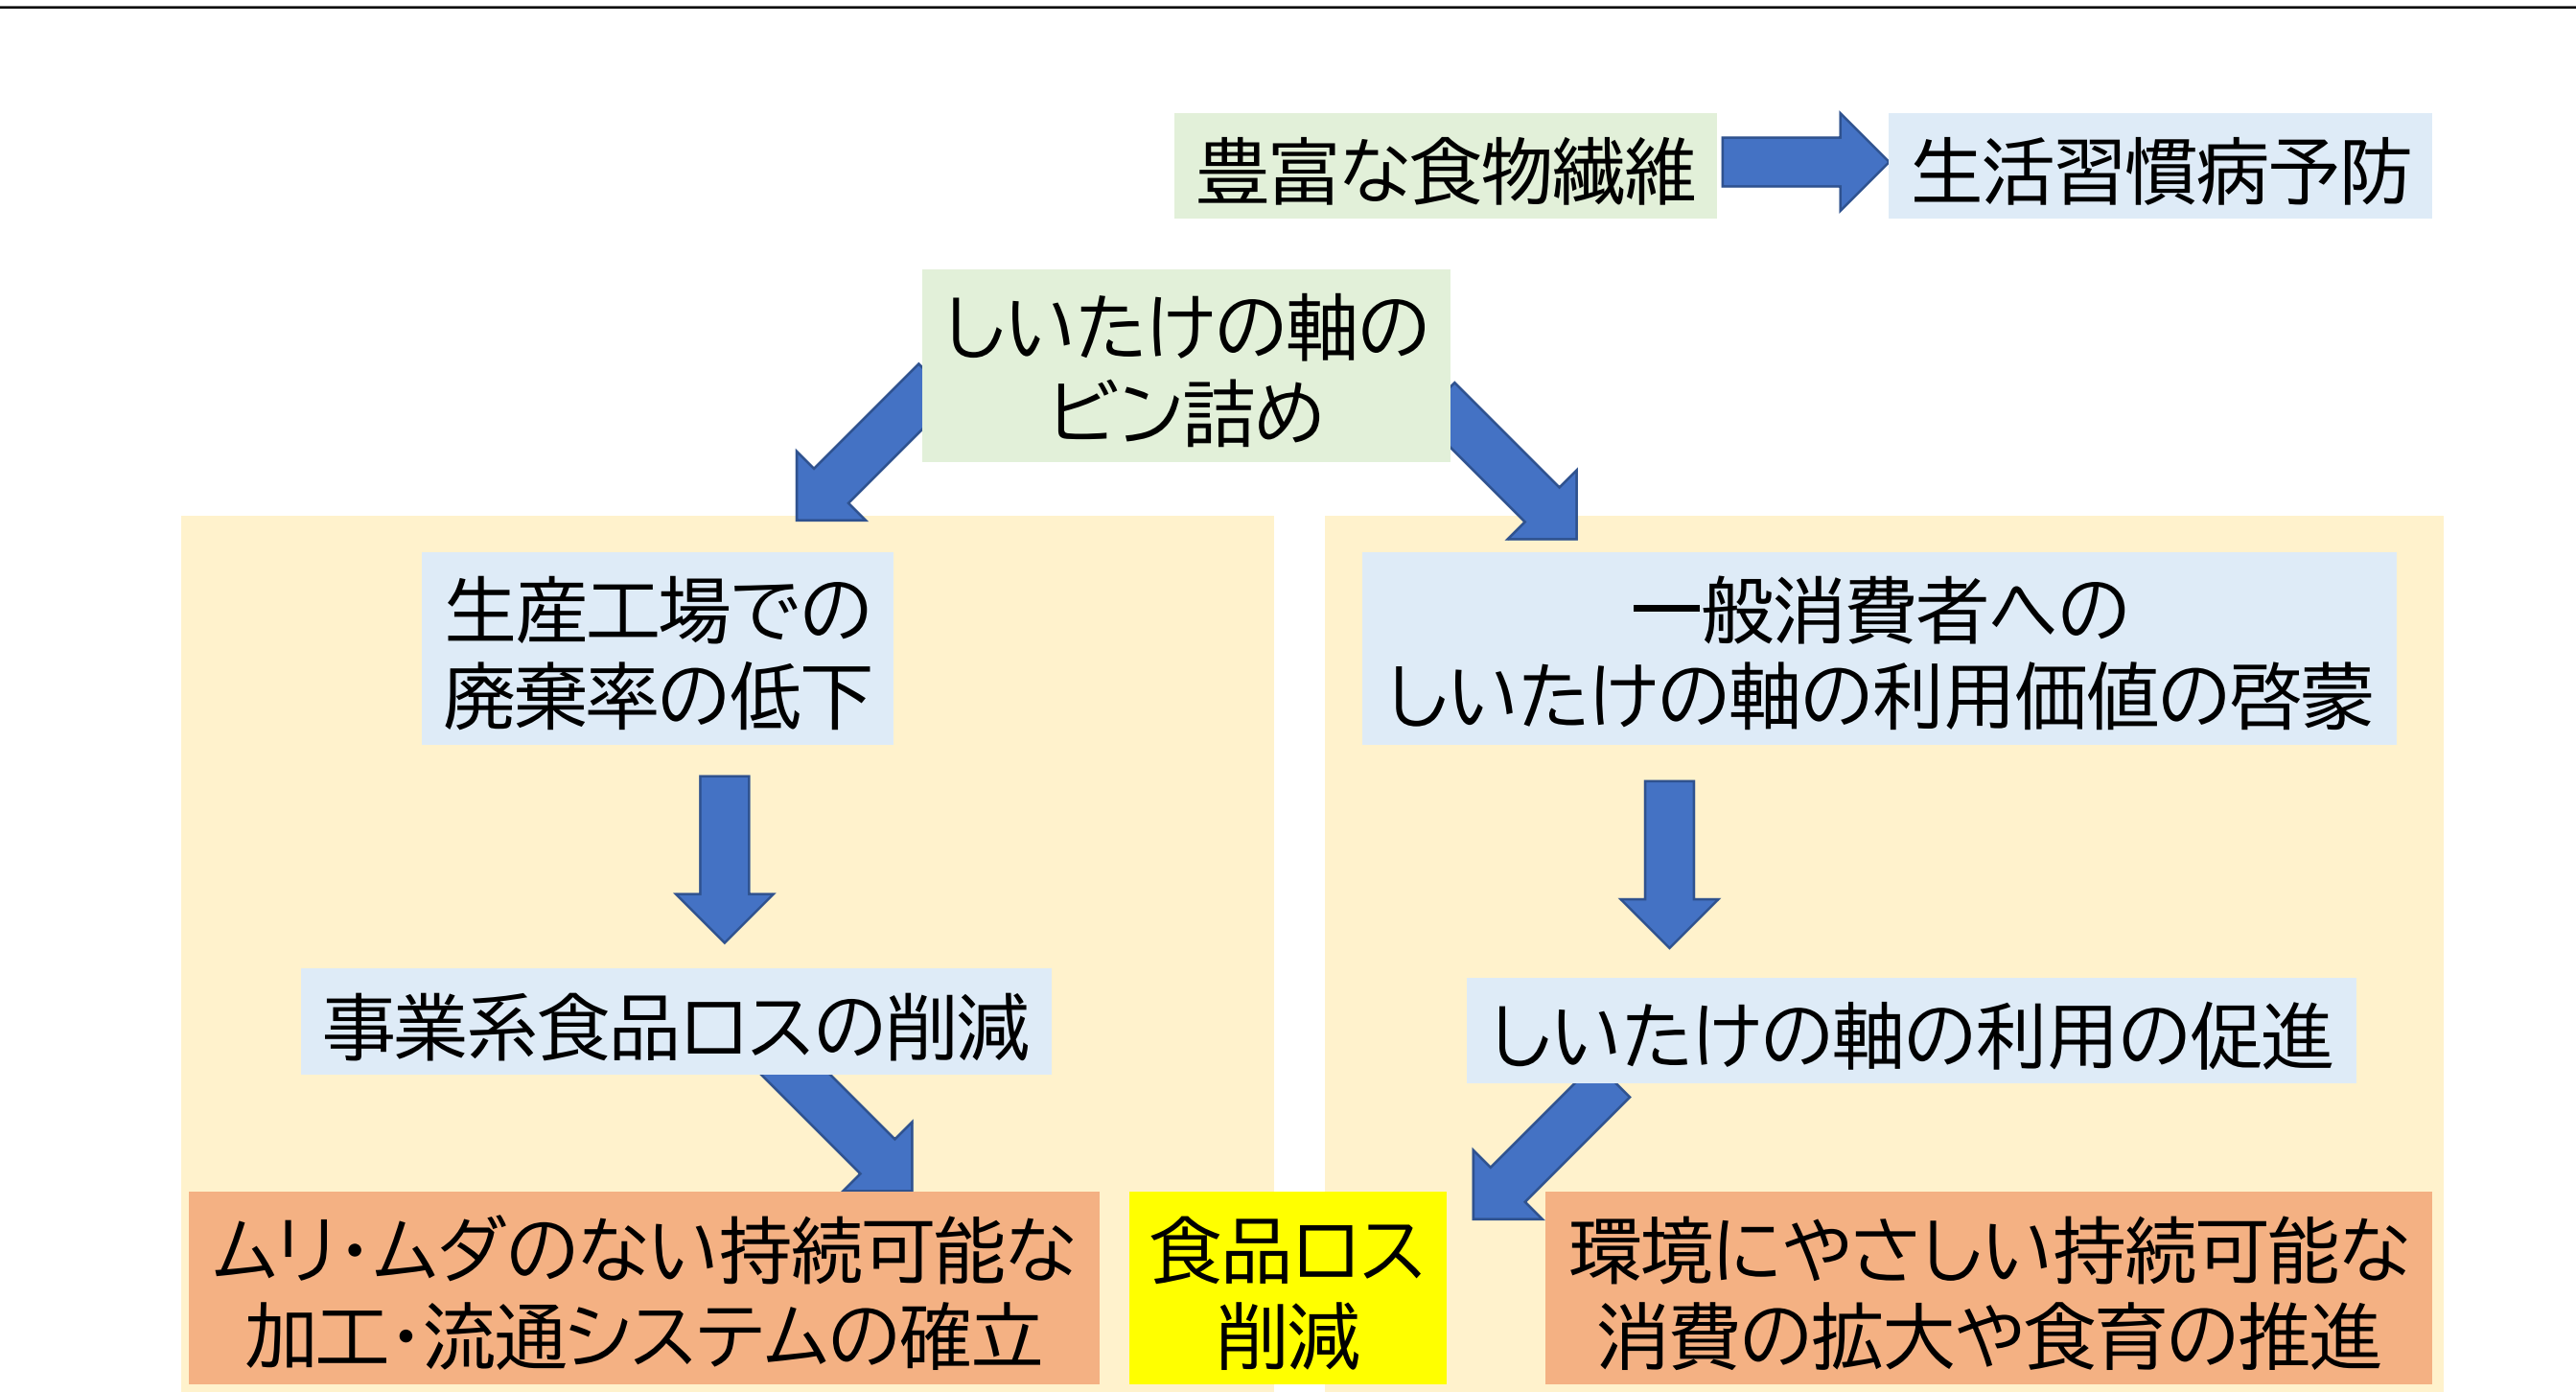 豊富な食物繊維
生活習慣病予防
しいたけの軸の
ビン詰め
生産工場での
廃棄率の低下
一般消費者への
しいたけの軸の利用価値の啓蒙
事業系食品ロスの削減
しいたけの軸の利用の促進
ムリ・ムダのない持続可能な
加工・流通システムの確立
食品ロス
削減
環境にやさしい持続可能な
消費の拡大や食育の推進